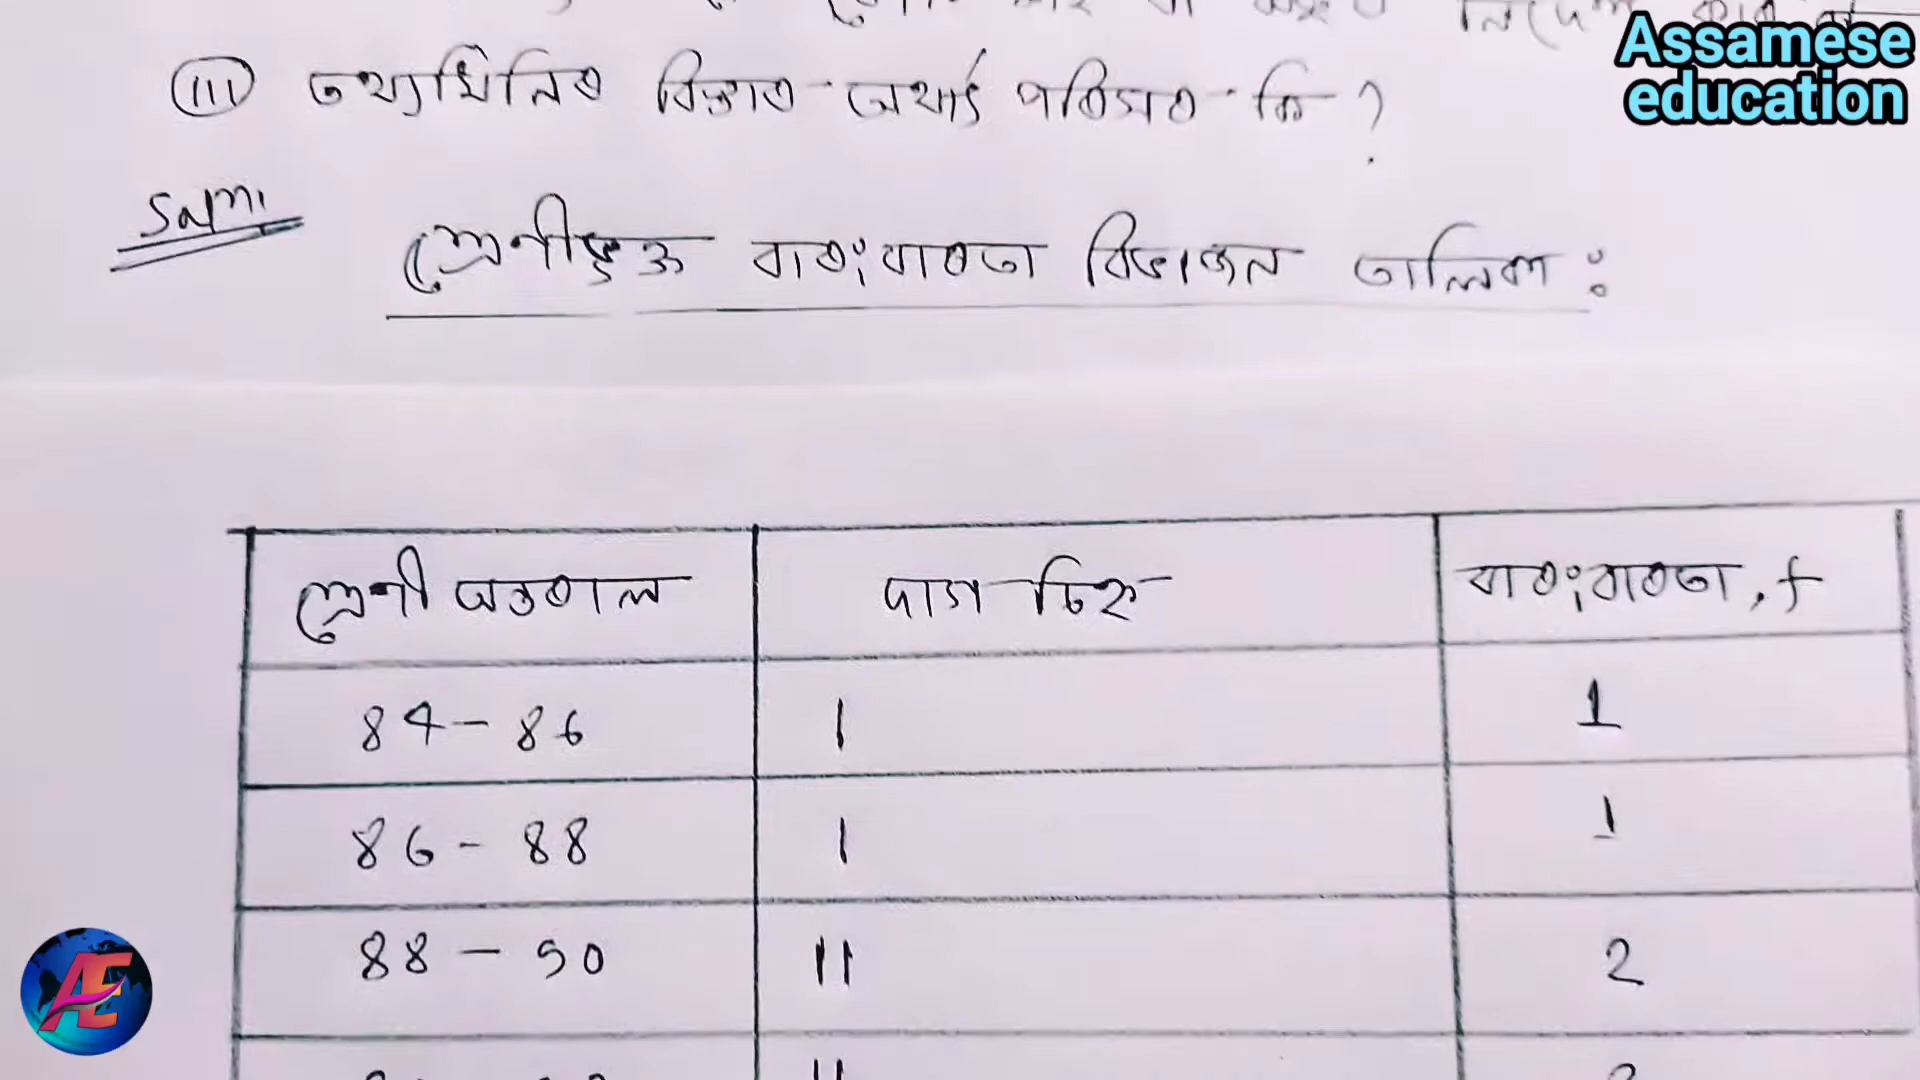 Assamese
education
(iii) তথ্যখিনিৰ বিস্তাৰ অৰ্থাৎ পৰিসৰ কি?
Soln:
শ্ৰেণীভুক্ত বাৰংবাৰতা বিভাজন তালিকা :
শ্ৰেণী অন্তৰাল দাগ চিহ্ন বাৰংবাৰতা, f
84 - 86 | 1
86 - 88 | 1
88 - 90 || 2
AE